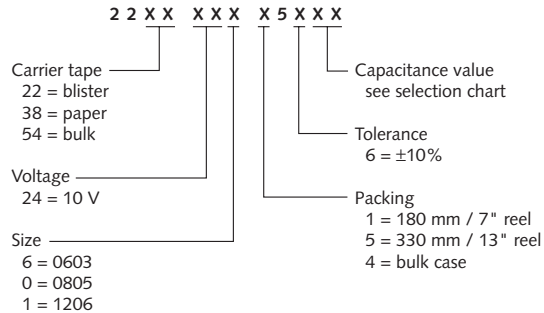 2 2 X X X X X X 5 X X X
Carrier tape
22 = blister
38 = paper
54 = bulk
Voltage
24 = 10 V
Size
6 = 0603
0 = 0805
1 = 1206
Capacitance value
see selection chart
Tolerance
6 = ±10%
Packing
1 = 180 mm / 7" reel
5 = 330 mm / 13" reel
4 = bulk case